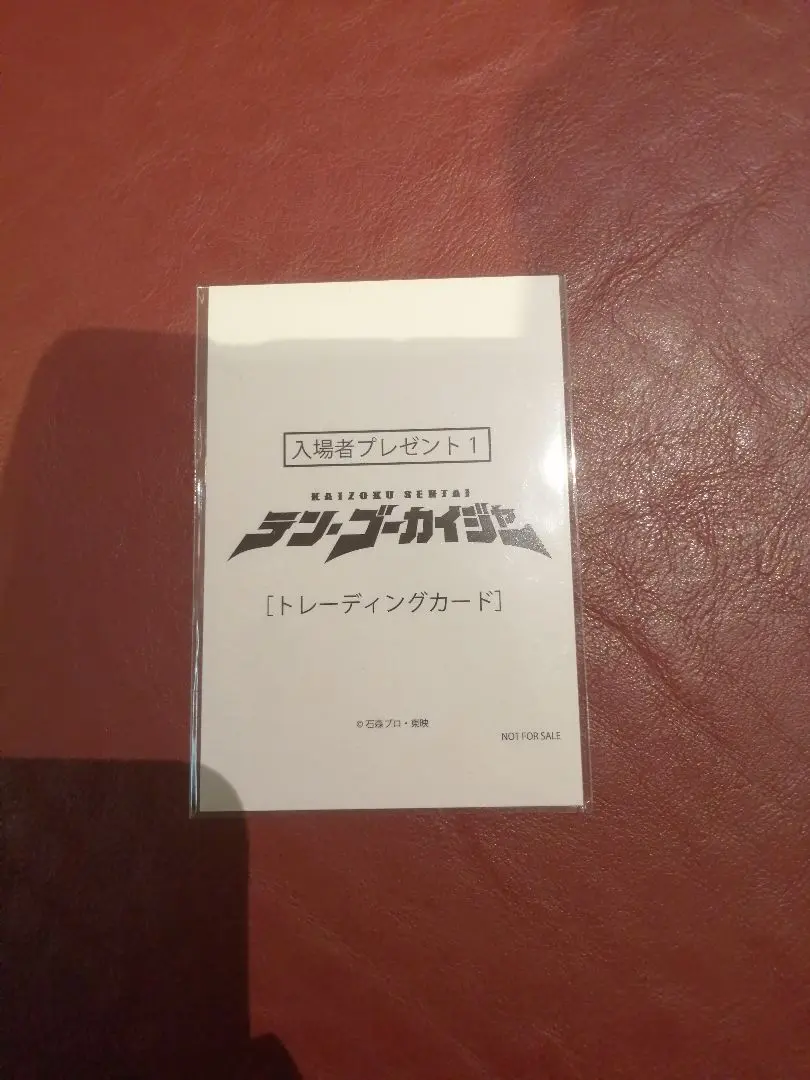 入場者プレゼント1
KAIZOKU SENTAI
テン・ゴーカイジャー
[トレーディングカード]
© 石森プロ・東映
NOT FOR SALE